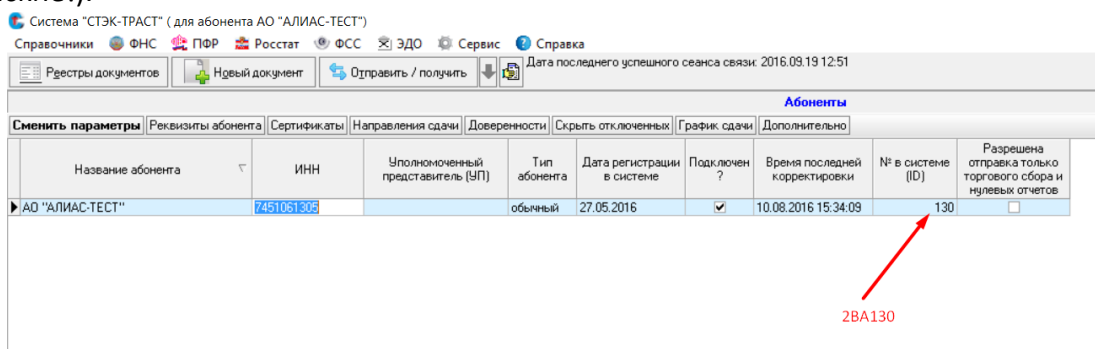 Система "СТЭК-ТРАСТ" ( для абонента АО "АЛИАС-ТЕСТ")
Справочники ФНС ПФР Росстат ФСС ЭДО Сервис Справка
Реестры документов Новый документ Отправить / получить Дата последнего успешного сеанса связи: 2016.09.19 12:51
Абоненты
Сменить параметры Реквизиты абонента Сертификаты Направления сдачи Доверенности Скрыть отключенных График сдачи Дополнительно
Название абонента ИНН Уполномоченный представитель (УП) Тип абонента Дата регистрации в системе Подключен ? Время последней корректировки № в системе (ID) Разрешена отправка только торгового сбора и нулевых отчетов
АО "АЛИАС-ТЕСТ" 7451061305 обычный 27.05.2016 10.08.2016 15:34:09 130
2BA130